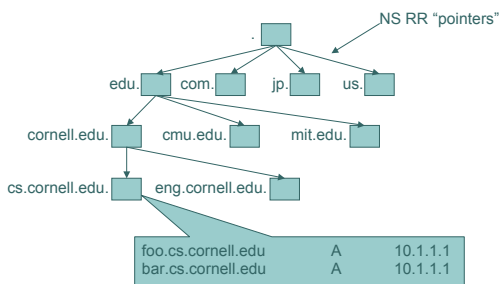 NS RR “pointers”
.
edu. com. jp. us.
cornell.edu. cmu.edu. mit.edu.
cs.cornell.edu. eng.cornell.edu.
foo.cs.cornell.edu A 10.1.1.1
bar.cs.cornell.edu A 10.1.1.1